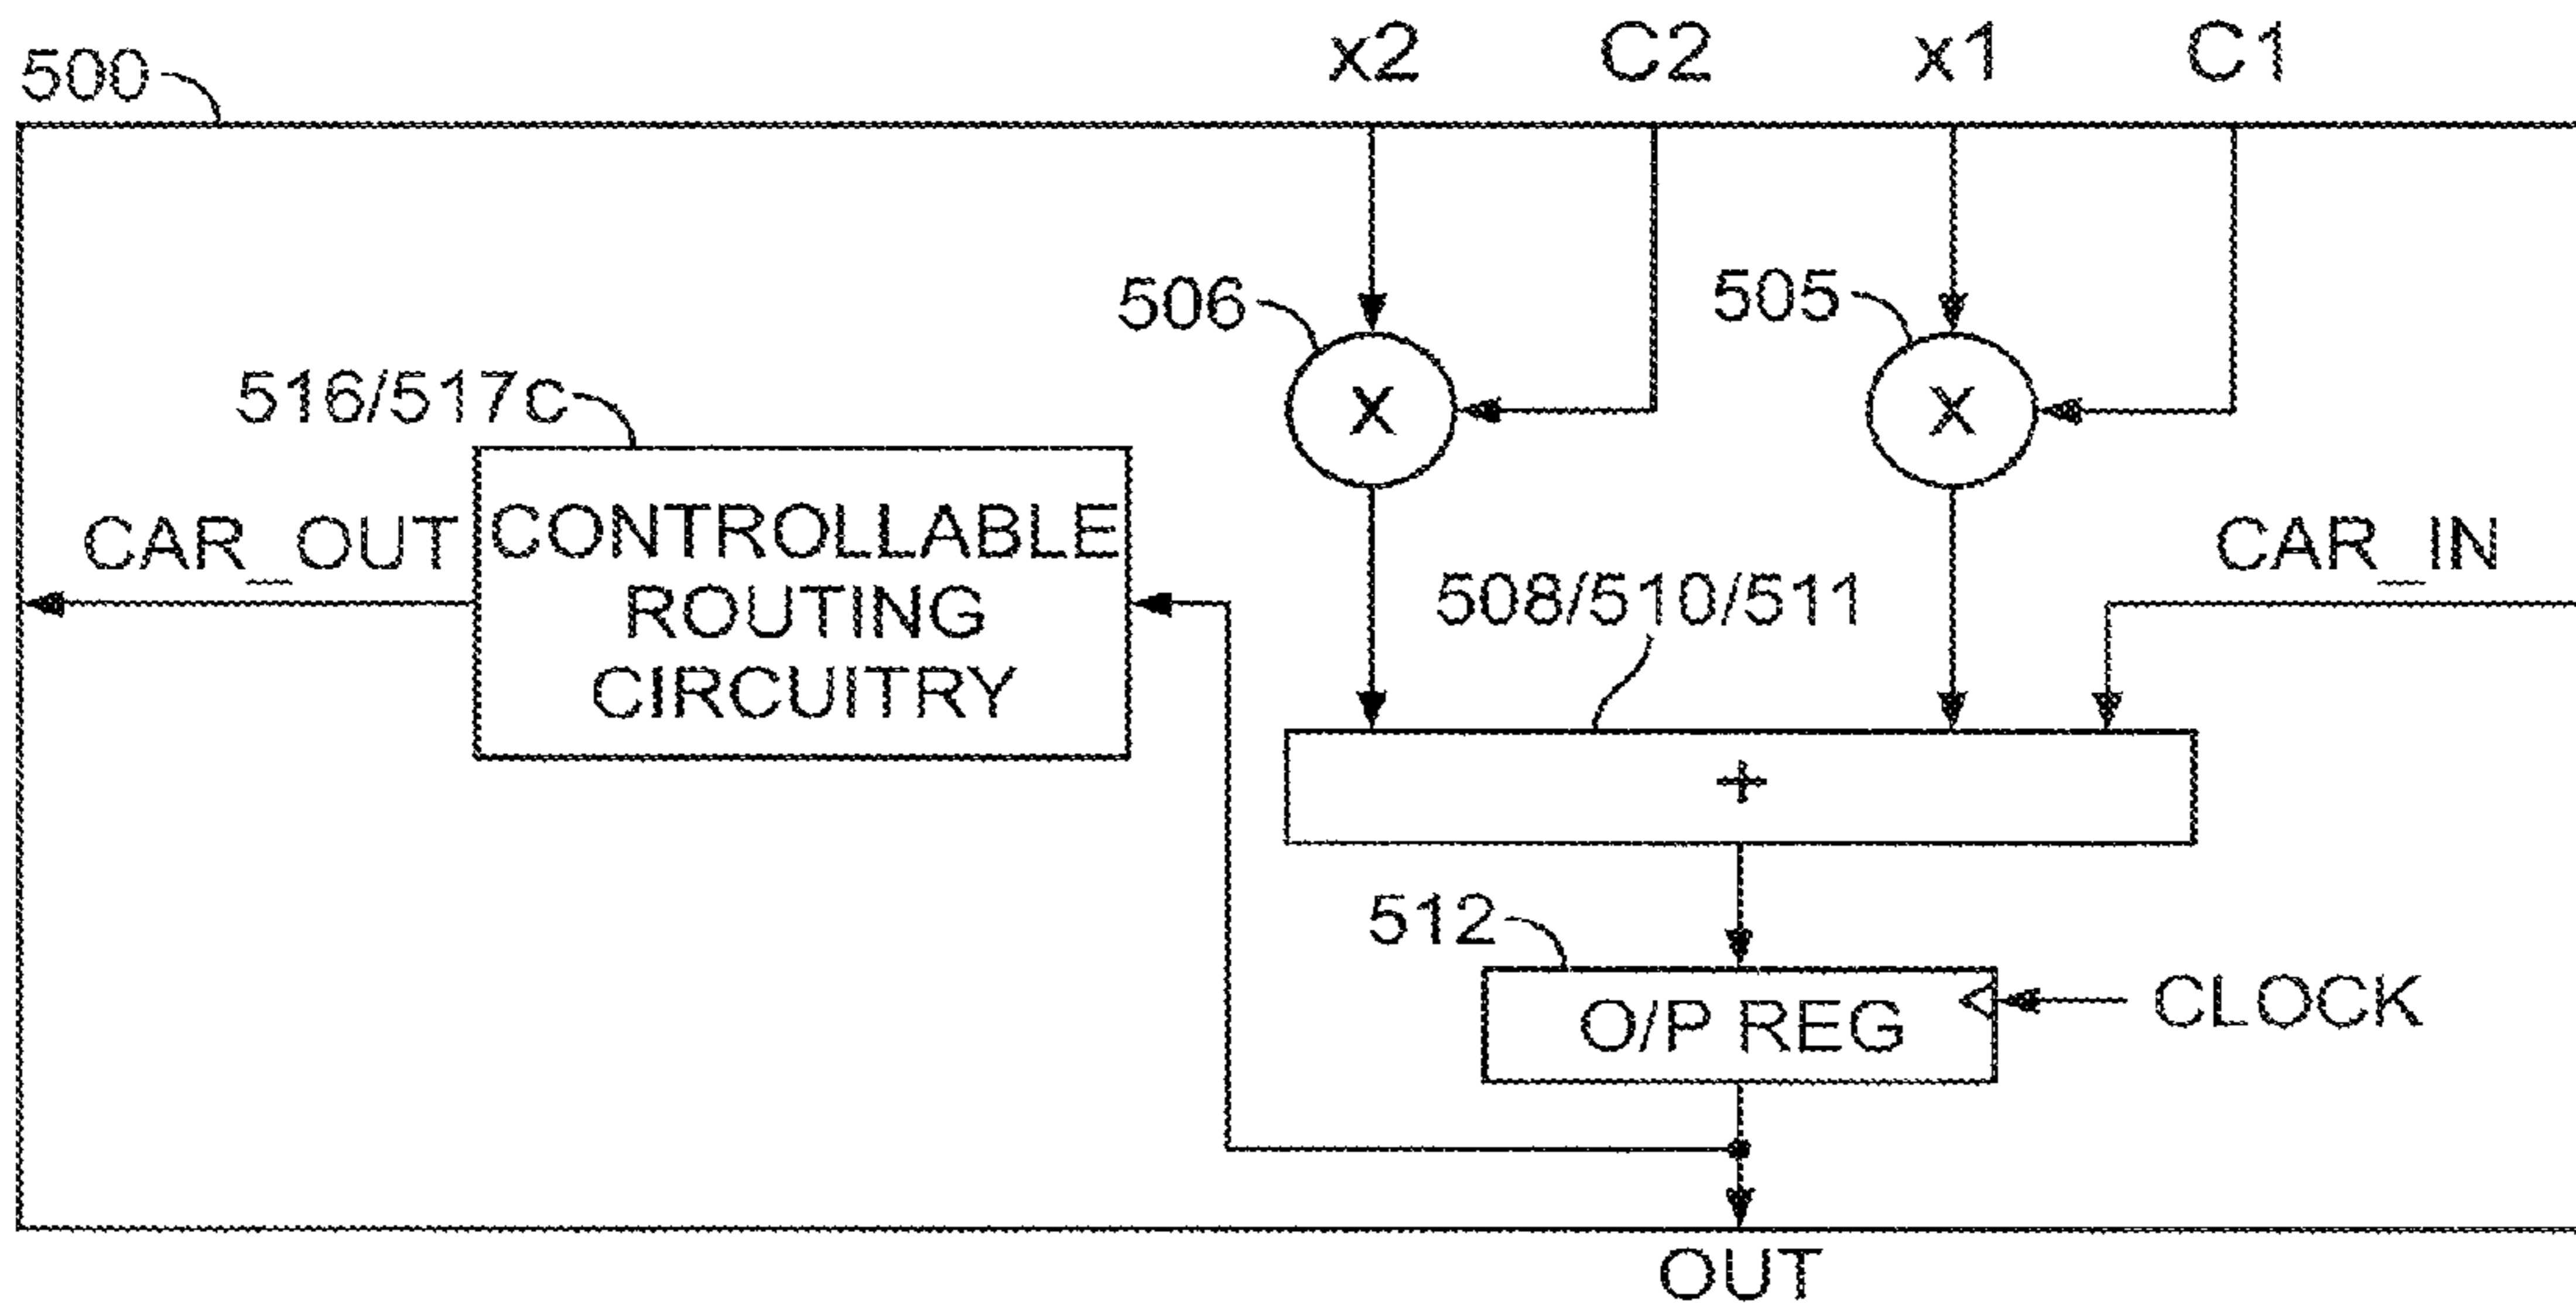 x2 C2 x1 C1
500
506
505
516/517c
CAR_OUT
CONTROLLABLE
ROUTING
CIRCUITRY
X
X
CAR_IN
508/510/511
+
512
O/P REG
CLOCK
OUT